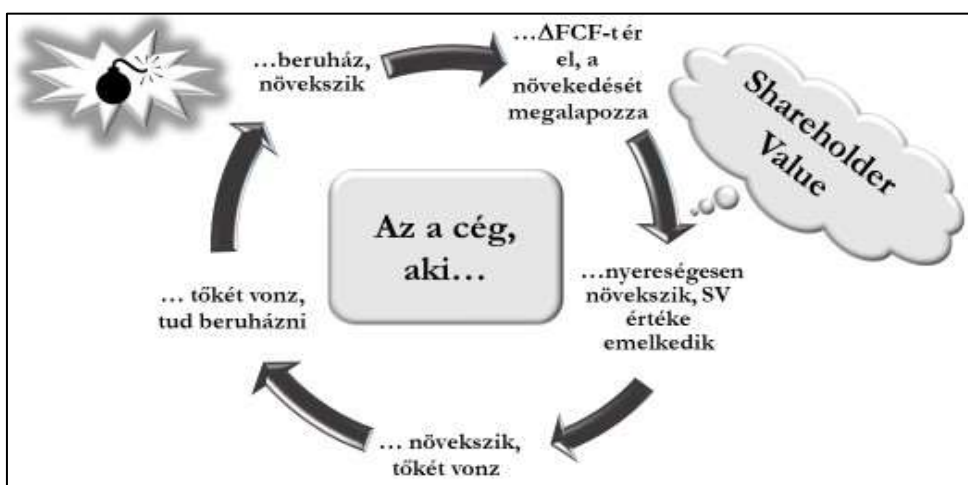 …beruház,
növekszik
…ΔFCF-t ér
el, a
növekedését
megalapozza
Shareholder
Value
…nyereségesen
növekszik, SV
értéke
emelkedik
… növekszik,
tőkét vonz
… tőkét vonz,
tud beruházni
Az a cég,
aki…